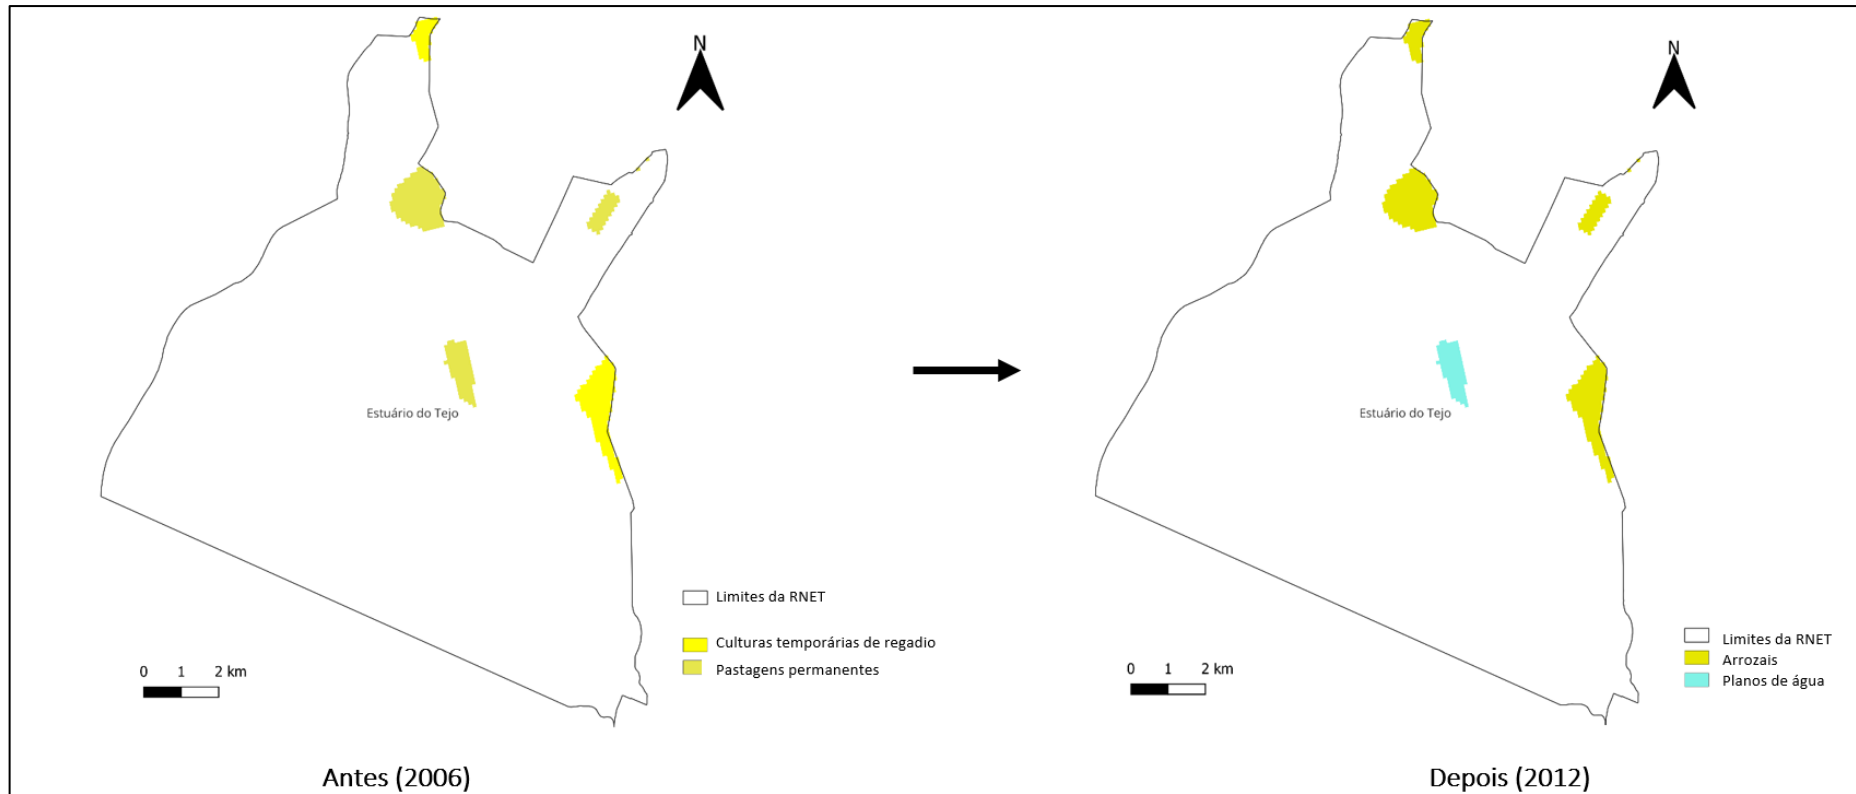 N
Estuário do Tejo
Limites da RNET
Culturas temporárias de regadio
Pastagens permanentes
0 1 2 km
Antes (2006)
N
Estuário do Tejo
Limites da RNET
Arrozais
Planos de água
0 1 2 km
Depois (2012)